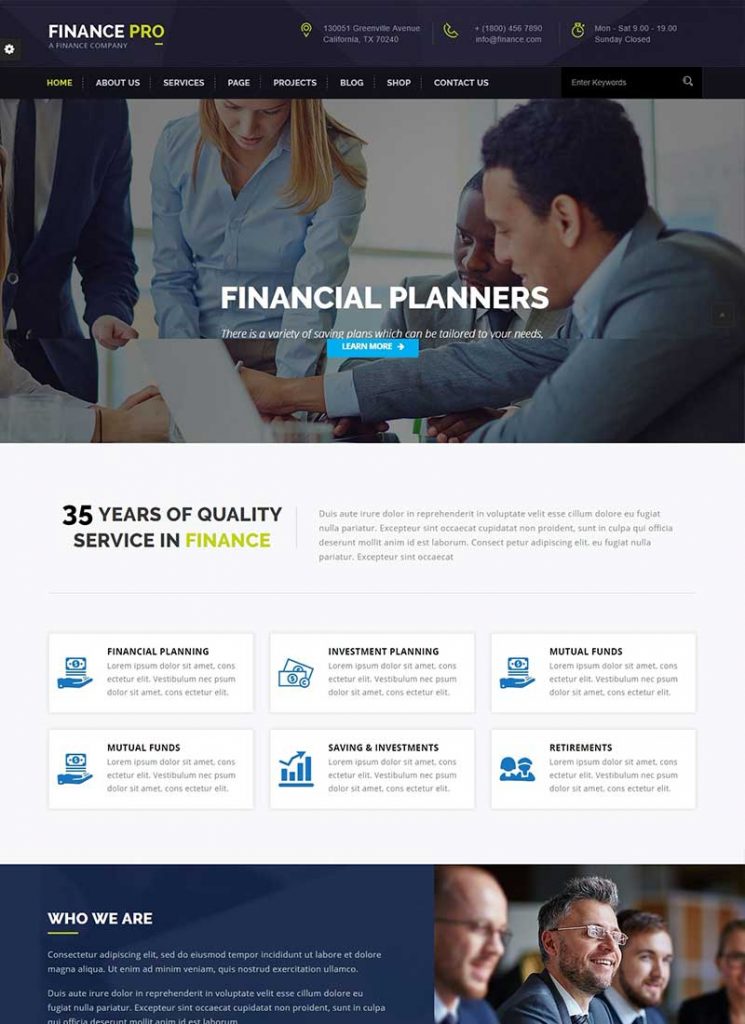 FINANCE PRO
A FINANCE COMPANY
130051 Greenville Avenue
California, TX 70240
+ (1800) 456 7890
info@finance.com
Mon - Sat 9.00 - 19.00
Sunday Closed
HOME ABOUT US SERVICES PAGE PROJECTS BLOG SHOP CONTACT US
Enter Keywords
FINANCIAL PLANNERS
There is a variety of saving plans which can be tailored to your needs,
LEARN MORE
35 YEARS OF QUALITY
SERVICE IN FINANCE
Duis aute irure dolor in reprehenderit in voluptate velit esse cillum dolore eu fugiat
nulla pariatur. Excepteur sint occaecat cupidatat non proident, sunt in culpa qui officia
deserunt mollit anim id est laborum. Consect petur adipiscing elit. eu fugiat nulla
pariatur. Excepteur sint occaecat
FINANCIAL PLANNING
Lorem ipsum dolor sit amet, cons
ectetur elit. Vestibulum nec psum
dolor sit amet, cons ectetur elit.
INVESTMENT PLANNING
Lorem ipsum dolor sit amet, cons
ectetur elit. Vestibulum nec psum
dolor sit amet, cons ectetur elit.
MUTUAL FUNDS
Lorem ipsum dolor sit amet, cons
ectetur elit. Vestibulum nec psum
dolor sit amet, cons ectetur elit.
MUTUAL FUNDS
Lorem ipsum dolor sit amet, cons
ectetur elit. Vestibulum nec psum
dolor sit amet, cons ectetur elit.
SAVING & INVESTMENTS
Lorem ipsum dolor sit amet, cons
ectetur elit. Vestibulum nec psum
dolor sit amet, cons ectetur elit.
RETIREMENTS
Lorem ipsum dolor sit amet, cons
ectetur elit. Vestibulum nec psum
dolor sit amet, cons ectetur elit.
WHO WE ARE
Consectetur adipiscing elit, sed do eiusmod tempor incididunt ut labore et dolore
magna aliqua. Ut enim ad minim veniam, quis nostrud exercitation ullamco.
Duis aute irure dolor in reprehenderit in voluptate velit esse cillum dolore eu
fugiat nulla pariatur. Excepteur sint occaecat cupidatat non proident, sunt in